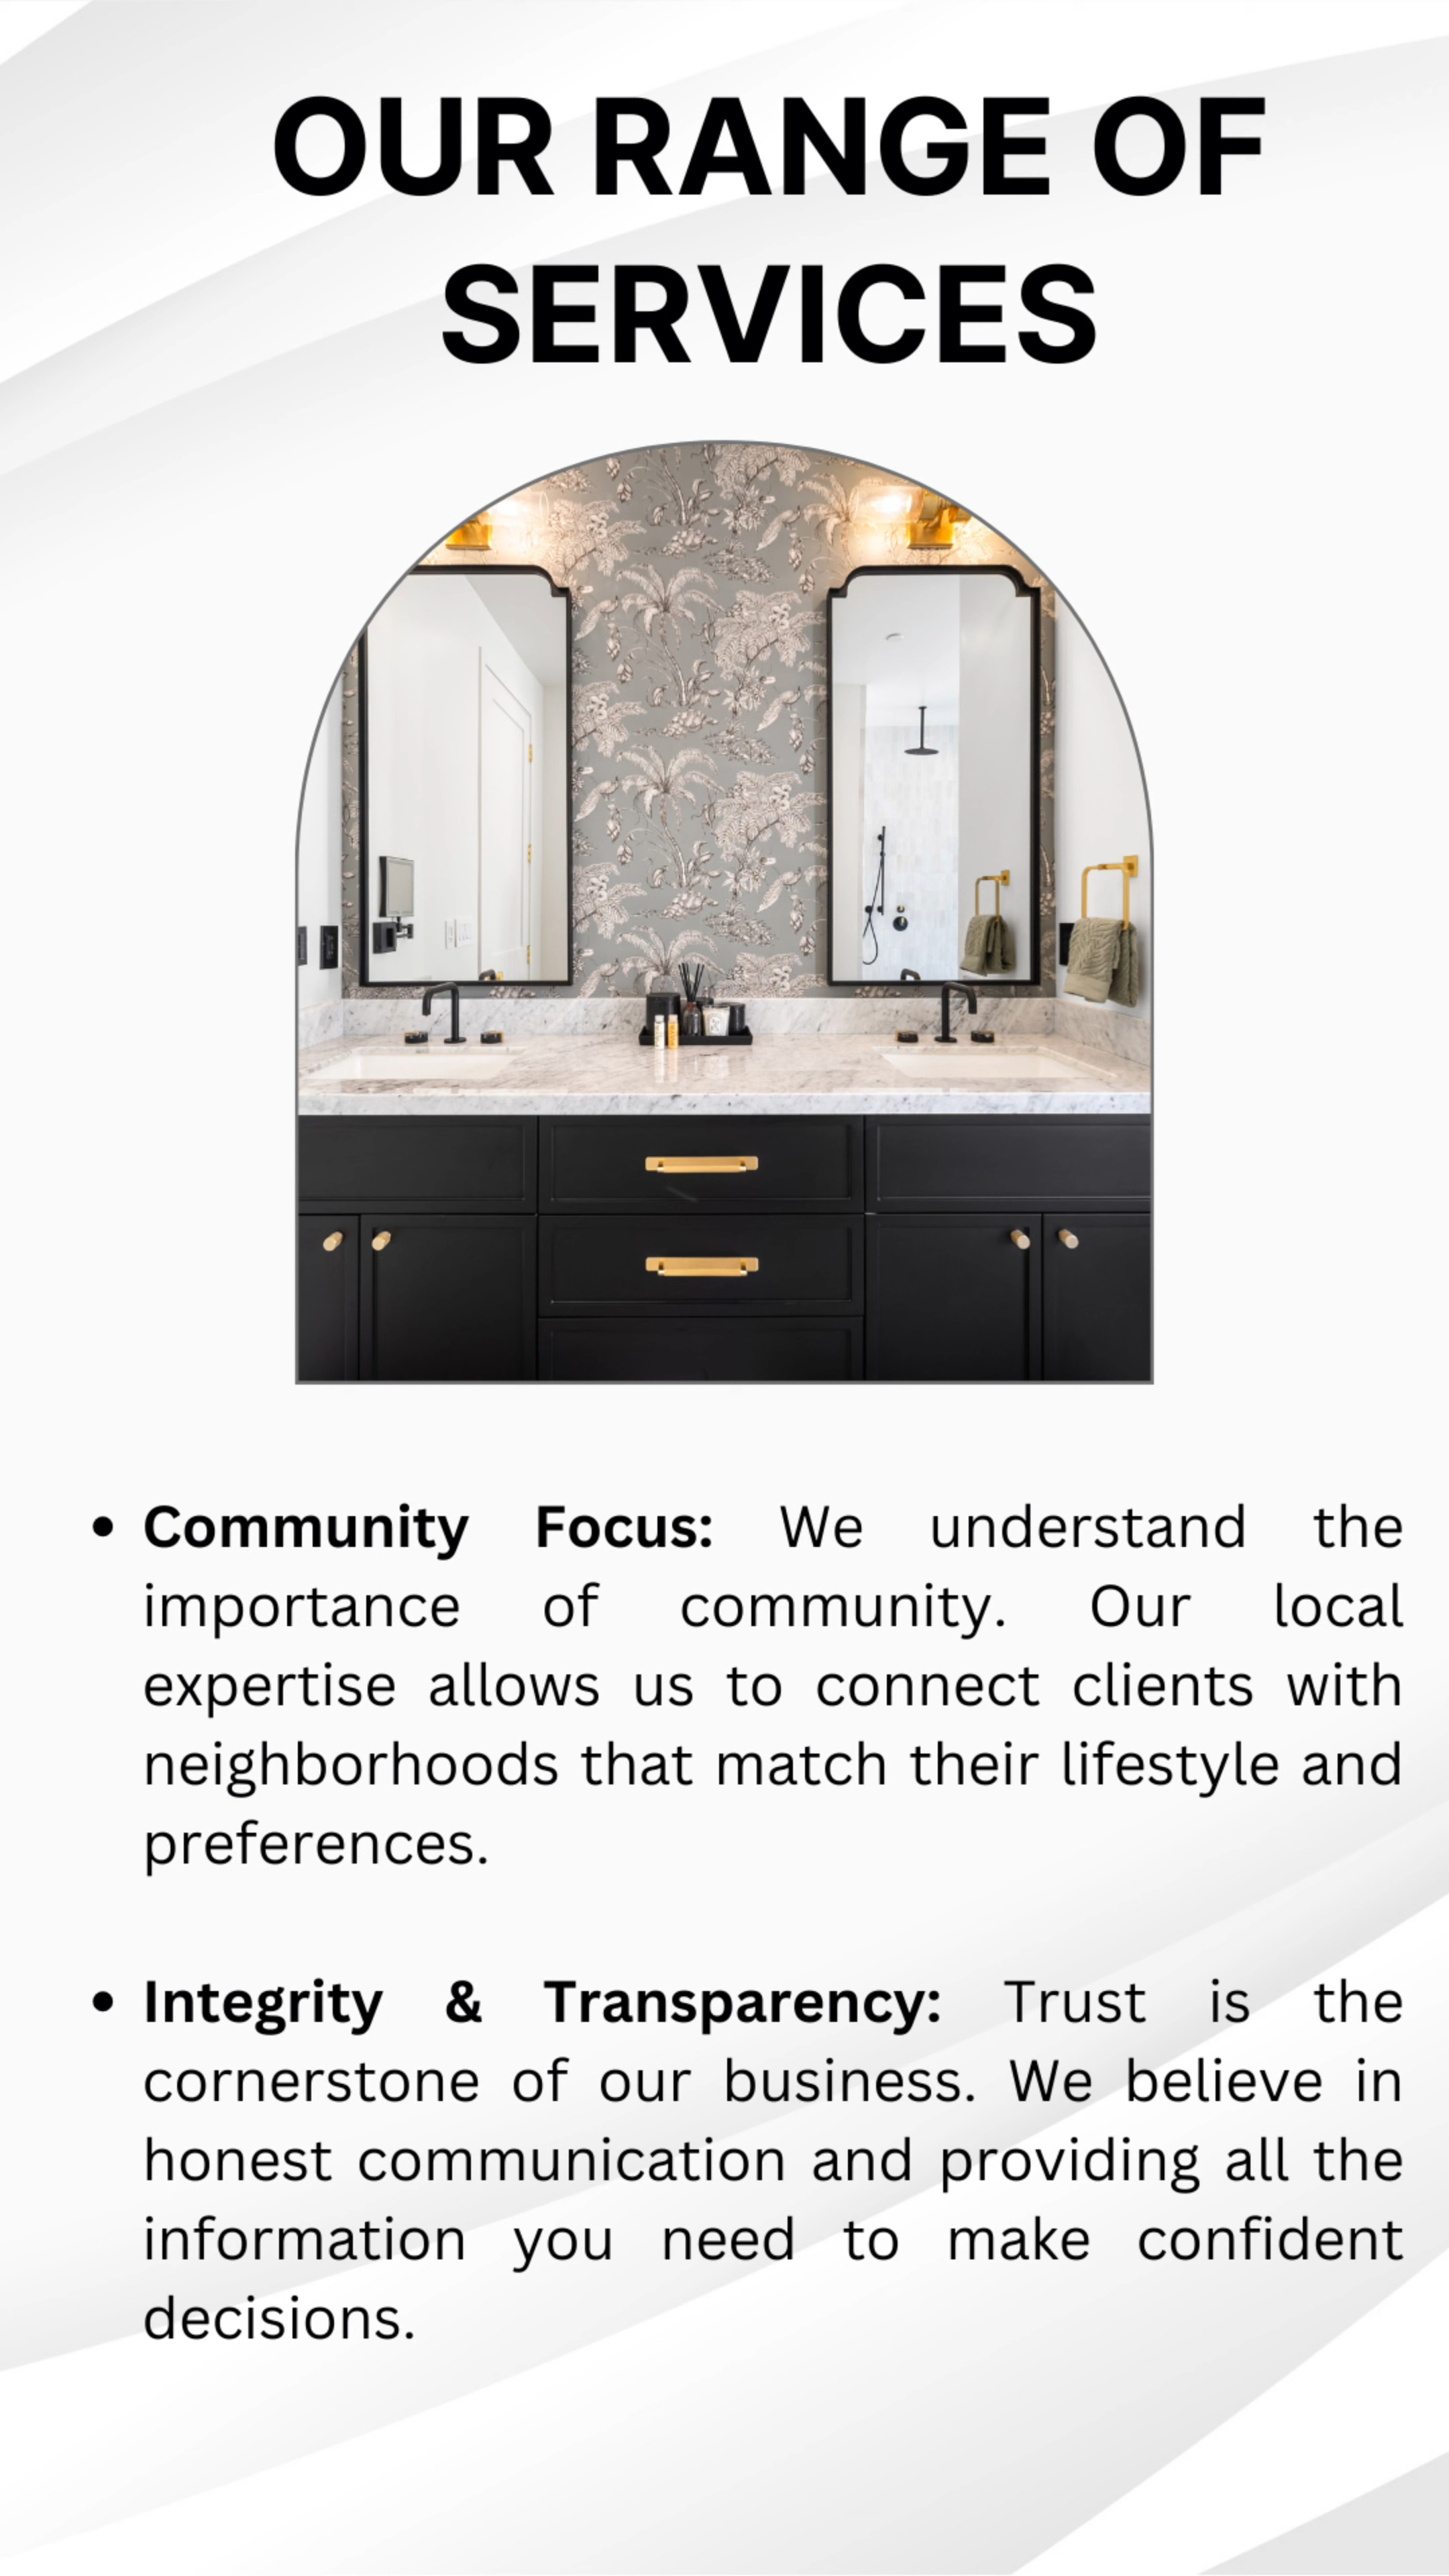 OUR RANGE OF
SERVICES
• Community Focus: We understand the
importance of community. Our local
expertise allows us to connect clients with
neighborhoods that match their lifestyle and
preferences.
• Integrity & Transparency: Trust is the
cornerstone of our business. We believe in
honest communication and providing all the
information you need to make confident
decisions.